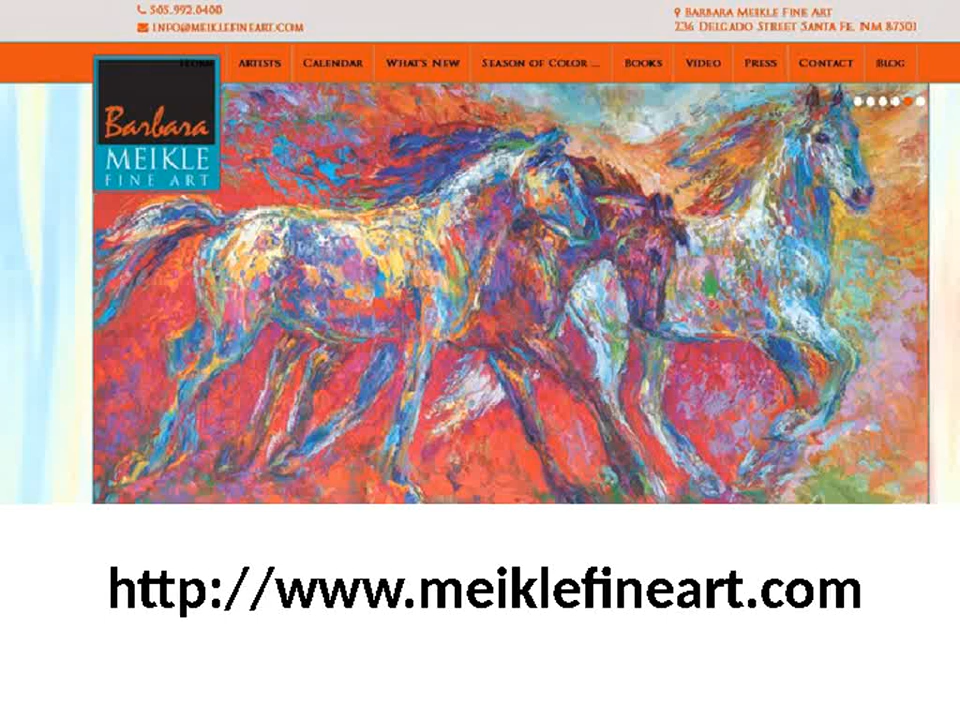 505.992.0400
INFO@MEIKLEFINEART.COM
BARBARA MEIKLE FINE ART
236 DELGADO STREET SANTA FE, NM 87501
HOME ARTISTS CALENDAR WHAT'S NEW SEASON OF COLOR ... BOOKS VIDEO PRESS CONTACT BLOG
Barbara
MEIKLE
FINE ART
http://www.meiklefineart.com